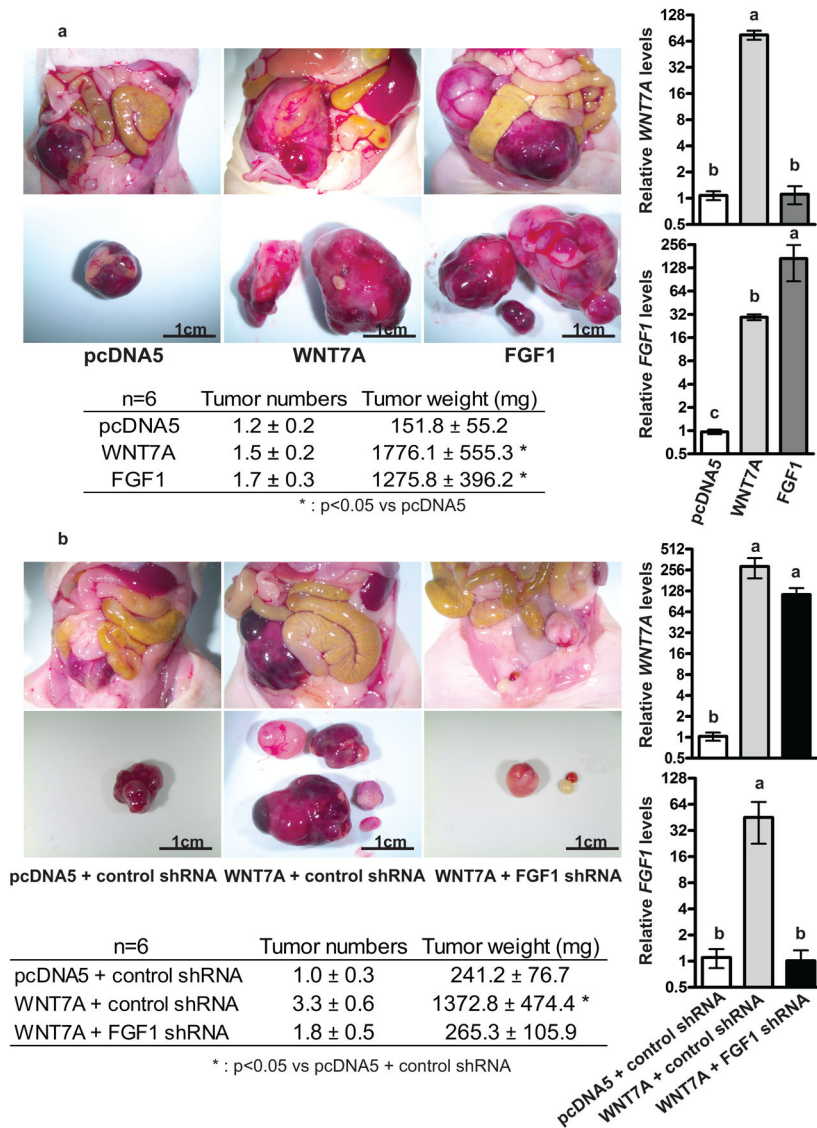 a
1cm
1cm
1cm
pcDNA5
WNT7A
FGF1
n=6 Tumor numbers Tumor weight (mg)
pcDNA5 1.2 ± 0.2 151.8 ± 55.2
WNT7A 1.5 ± 0.2 1776.1 ± 555.3 *
FGF1 1.7 ± 0.3 1275.8 ± 396.2 *
* : p<0.05 vs pcDNA5
Relative WNT7A levels
128
64
32
16
8
4
2
1
0.5
b
a
b
Relative FGF1 levels
256
128
64
32
16
8
4
2
1
0.5
c
b
a
pcDNA5
WNT7A
FGF1
b
1cm
1cm
1cm
pcDNA5 + control shRNA
WNT7A + control shRNA
WNT7A + FGF1 shRNA
n=6 Tumor numbers Tumor weight (mg)
pcDNA5 + control shRNA 1.0 ± 0.3 241.2 ± 76.7
WNT7A + control shRNA 3.3 ± 0.6 1372.8 ± 474.4 *
WNT7A + FGF1 shRNA 1.8 ± 0.5 265.3 ± 105.9
* : p<0.05 vs pcDNA5 + control shRNA
Relative WNT7A levels
512
256
128
64
32
16
8
4
2
1
0.5
b
a
a
Relative FGF1 levels
128
64
32
16
8
4
2
1
0.5
b
a
b
pcDNA5 + control shRNA
WNT7A + control shRNA
WNT7A + FGF1 shRNA